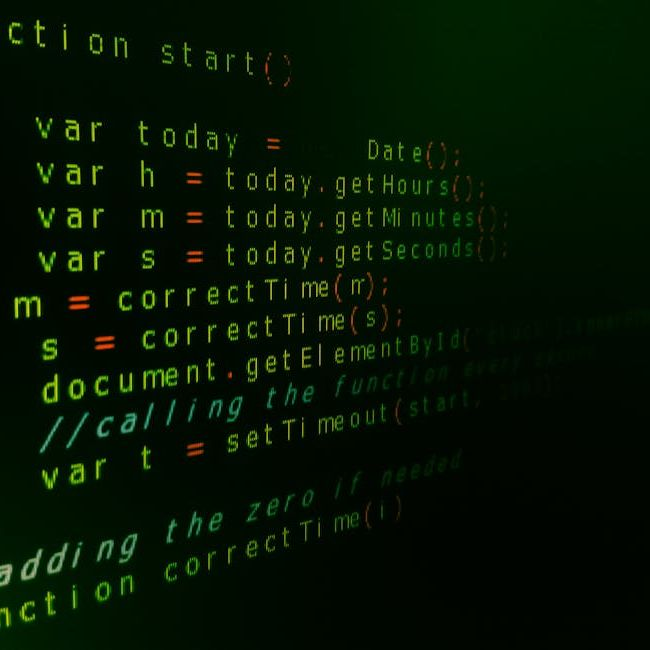 ction start()
var today = Date();
var h = today.getHours();
var m = today.getMinutes();
var s = today.getSeconds();
m = correctTime(m);
s = correctTime(s);
document.getElementById(
//calling the function every
var t = setTimeout(start,
adding the zero if needed
nction correctTime(i)